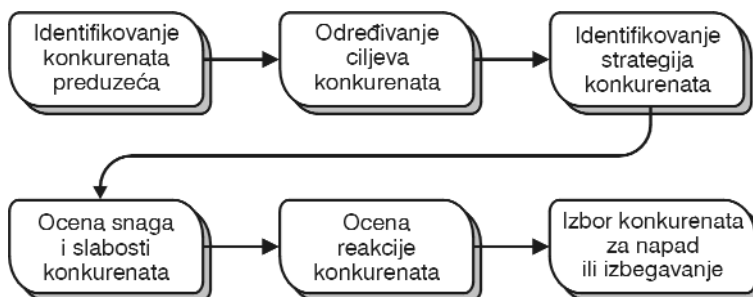 Identifikovanje
konkurenata
preduzeća
Određivanje
ciljeva
konkurenata
Identifikovanje
strategija
konkurenata
Ocena snaga
i slabosti
konkurenata
Ocena
reakcije
konkurenata
Izbor konkurenata
za napad
ili izbegavanje